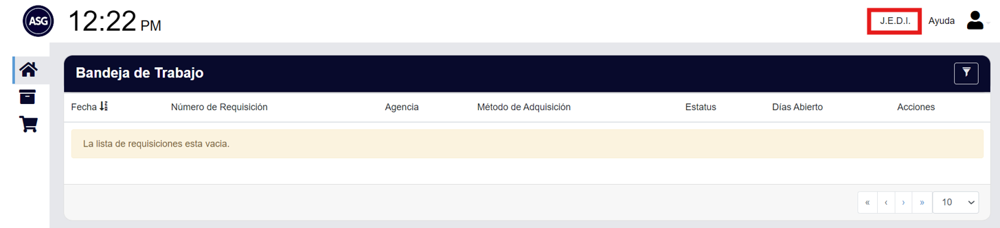 ASG
12:22 PM
J.E.D.I.
Ayuda
Bandeja de Trabajo
Fecha Número de Requisición Agencia Método de Adquisición Estatus Días Abierto Acciones
La lista de requisiciones esta vacia.
« ‹ › » 10